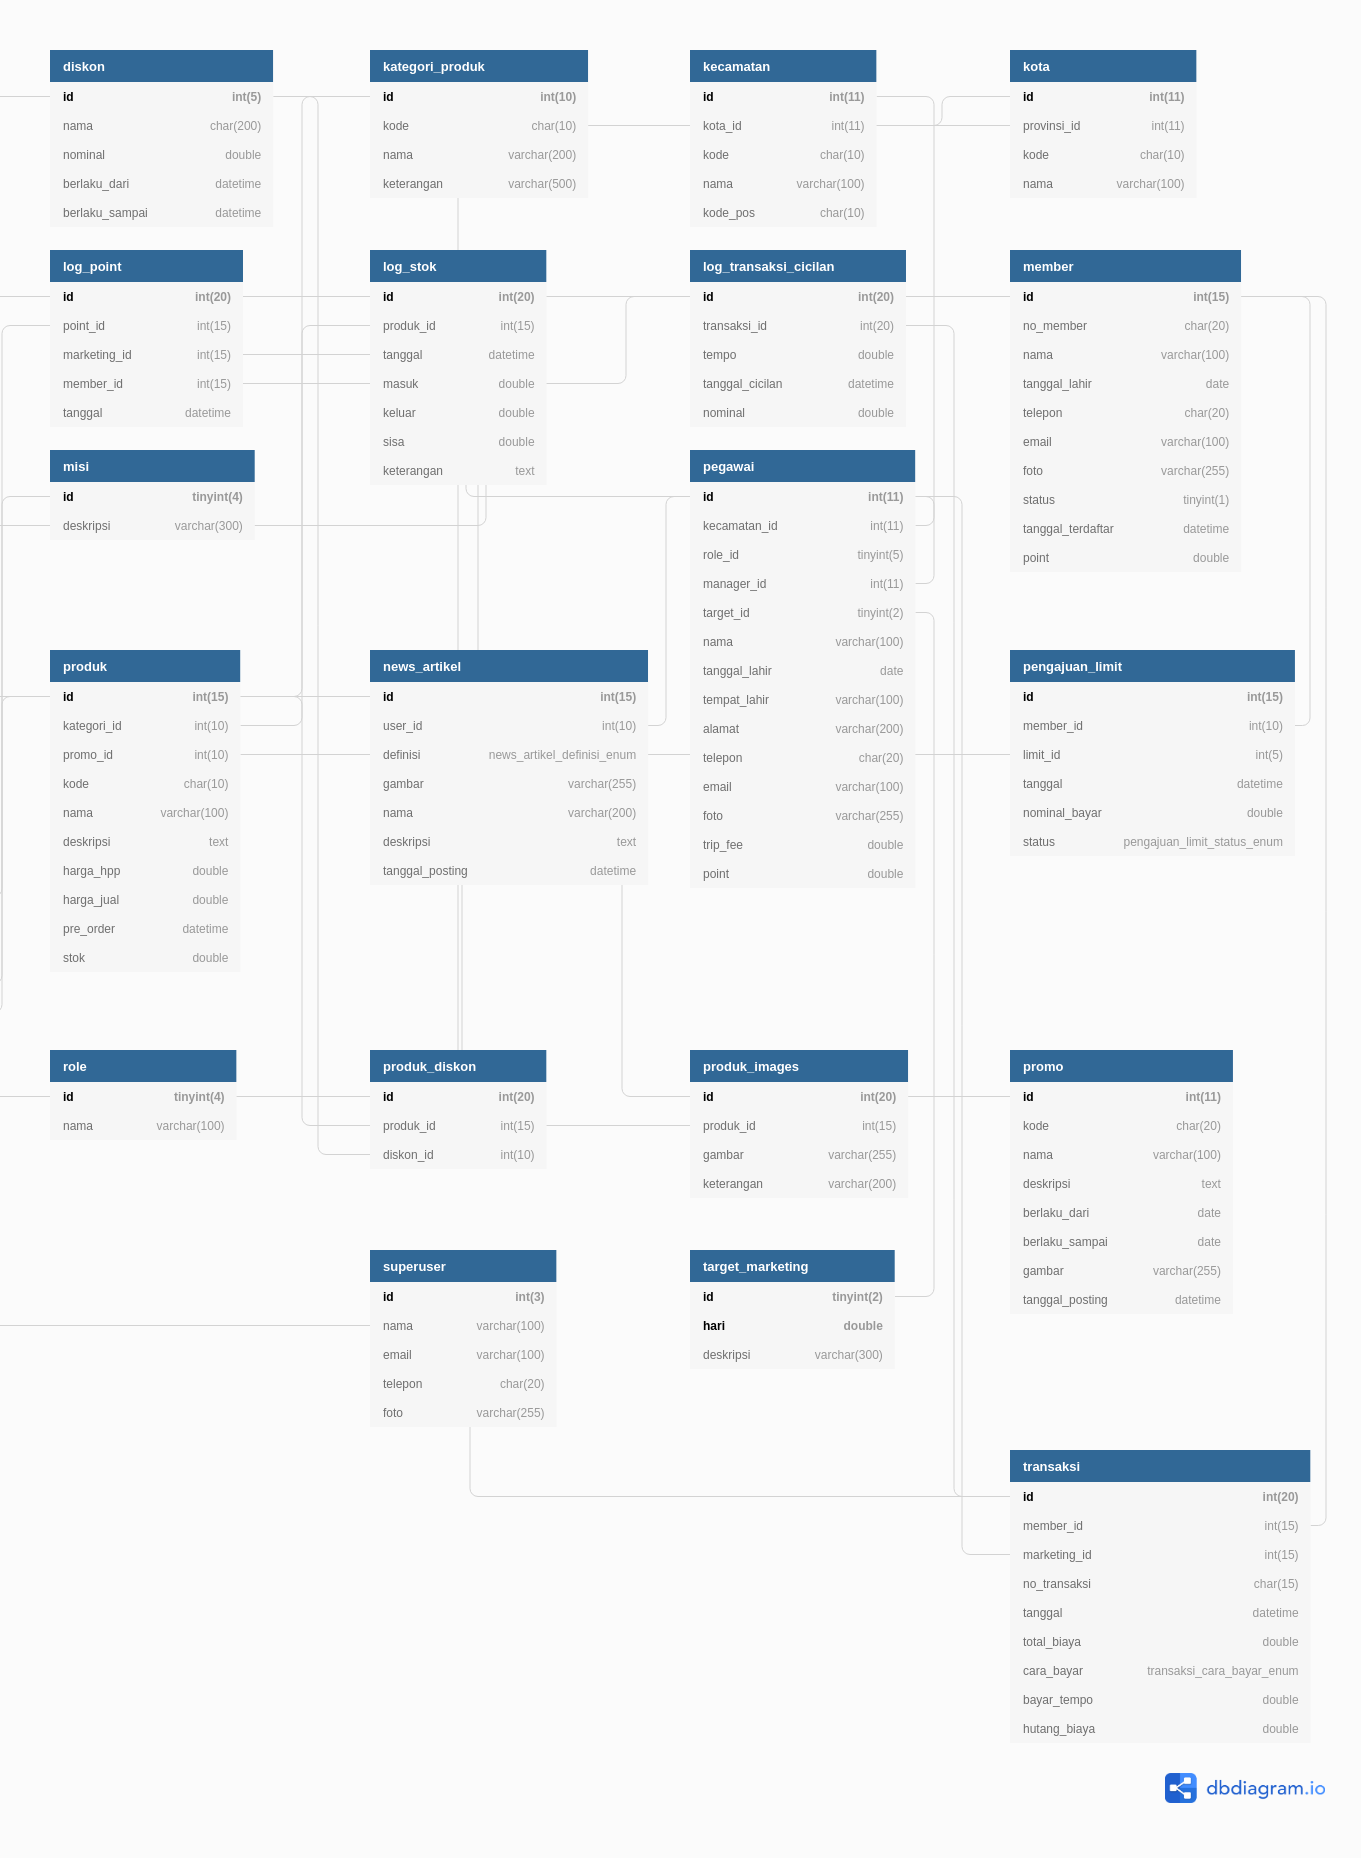 diskon
id int(5)
nama char(200)
nominal double
berlaku_dari datetime
berlaku_sampai datetime
kategori_produk
id int(10)
kode char(10)
nama varchar(200)
keterangan varchar(500)
kecamatan
id int(11)
kota_id int(11)
kode char(10)
nama varchar(100)
kode_pos char(10)
kota
id int(11)
provinsi_id int(11)
kode char(10)
nama varchar(100)
log_point
id int(20)
point_id int(15)
marketing_id int(15)
member_id int(15)
tanggal datetime
log_stok
id int(20)
produk_id int(15)
tanggal datetime
masuk double
keluar double
sisa double
keterangan text
log_transaksi_cicilan
id int(20)
transaksi_id int(20)
tempo double
tanggal_cicilan datetime
nominal double
member
id int(15)
no_member char(20)
nama varchar(100)
tanggal_lahir date
telepon char(20)
email varchar(100)
foto varchar(255)
status tinyint(1)
tanggal_terdaftar datetime
point double
misi
id tinyint(4)
deskripsi varchar(300)
pegawai
id int(11)
kecamatan_id int(11)
role_id tinyint(5)
manager_id int(11)
target_id tinyint(2)
nama varchar(100)
tanggal_lahir date
tempat_lahir varchar(100)
alamat varchar(200)
telepon char(20)
email varchar(100)
foto varchar(255)
trip_fee double
point double
produk
id int(15)
kategori_id int(10)
promo_id int(10)
kode char(10)
nama varchar(100)
deskripsi text
harga_hpp double
harga_jual double
pre_order datetime
stok double
news_artikel
id int(15)
user_id int(10)
definisi news_artikel_definisi_enum
gambar varchar(255)
nama varchar(200)
deskripsi text
tanggal_posting datetime
pengajuan_limit
id int(15)
member_id int(10)
limit_id int(5)
tanggal datetime
nominal_bayar double
status pengajuan_limit_status_enum
role
id tinyint(4)
nama varchar(100)
produk_diskon
id int(20)
produk_id int(15)
diskon_id int(10)
produk_images
id int(20)
produk_id int(15)
gambar varchar(255)
keterangan varchar(200)
promo
id int(11)
kode char(20)
nama varchar(100)
deskripsi text
berlaku_dari date
berlaku_sampai date
gambar varchar(255)
tanggal_posting datetime
superuser
id int(3)
nama varchar(100)
email varchar(100)
telepon char(20)
foto varchar(255)
target_marketing
id tinyint(2)
hari double
deskripsi varchar(300)
transaksi
id int(20)
member_id int(15)
marketing_id int(15)
no_transaksi char(15)
tanggal datetime
total_biaya double
cara_bayar transaksi_cara_bayar_enum
bayar_tempo double
hutang_biaya double
dbdiagram.io